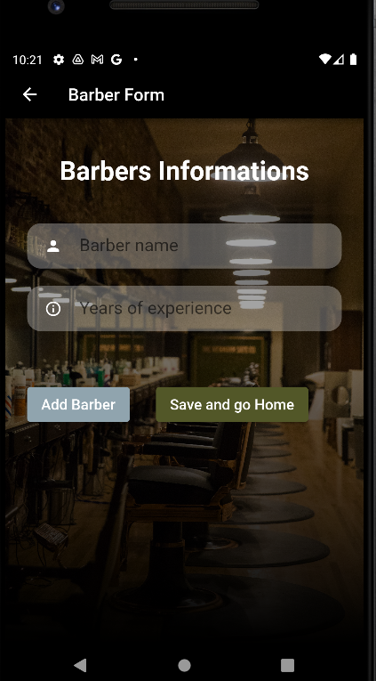 10:21
Barber Form
Barbers Informations
Barber name
Years of experience
Add Barber
Save and go Home